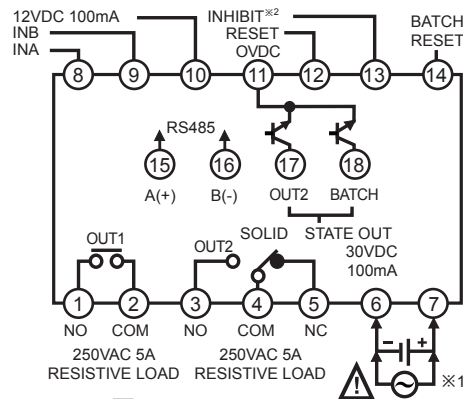 12VDC 100mA
INB
INA
INHIBIT※2
RESET
OVDC
BATCH
RESET
8 9 10 11 12 13 14
RS485
15 16 17 18
A(+) B(-) OUT2 BATCH
SOLID STATE OUT
30VDC
100mA
OUT1
OUT2
1 2 3 4 5 6 7
NO COM NO COM NC
250VAC 5A
RESISTIVE LOAD
250VAC 5A
RESISTIVE LOAD
- +
! ※1